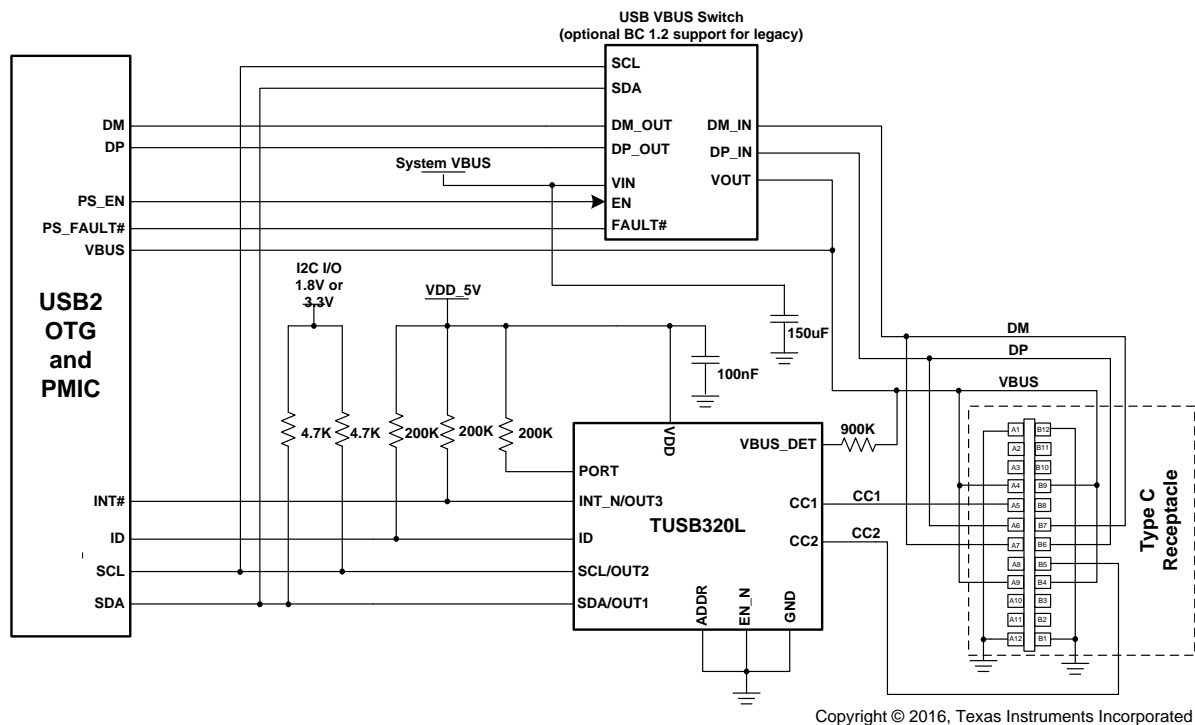 USB VBUS Switch
(optional BC 1.2 support for legacy)
SCL
SDA
DM
DM_OUT
DM_IN
DP
DP_OUT
DP_IN
System VBUS
VIN
VOUT
PS_EN
EN
PS_FAULT#
FAULT#
VBUS
I2C I/O
1.8V or
3.3V
VDD_5V
USB2
OTG
and
PMIC
150uF
100nF
DM
DP
VBUS
4.7K
4.7K
200K
200K
200K
VDD
VBUS_DET
900K
PORT
INT#
INT_N/OUT3
CC1
CC1
TUSB320L
ID
ID
CC2
CC2
SCL
SCL/OUT2
SDA
SDA/OUT1
ADDR
EN_N
GND
A1 B12
A2 B11
A3 B10
A4 B9
A5 B8
A6 B7
A7 B6
A8 B5
A9 B4
A10 B3
A11 B2
A12 B1
Type C
Receptacle
Copyright © 2016, Texas Instruments Incorporated